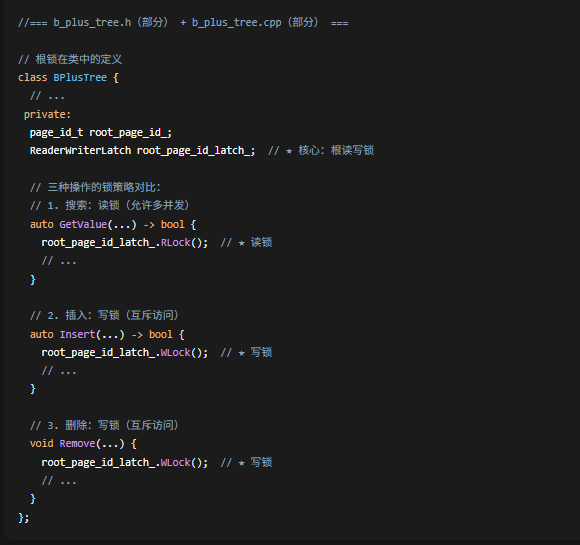 //=== b_plus_tree.h（部分） + b_plus_tree.cpp（部分） ===
// 根锁在类中的定义
class BPlusTree {
// ...
private:
page_id_t root_page_id_;
ReaderWriterLatch root_page_id_latch_;  // ★ 核心：根读写锁
// 三种操作的锁策略对比：
// 1. 搜索：读锁（允许多并发）
auto GetValue(...) -> bool {
root_page_id_latch_.RLock();  // ★ 读锁
// ...
}
// 2. 插入：写锁（互斥访问）
auto Insert(...) -> bool {
root_page_id_latch_.WLock();  // ★ 写锁
// ...
}
// 3. 删除：写锁（互斥访问）
void Remove(...) {
root_page_id_latch_.WLock();  // ★ 写锁
// ...
}
};